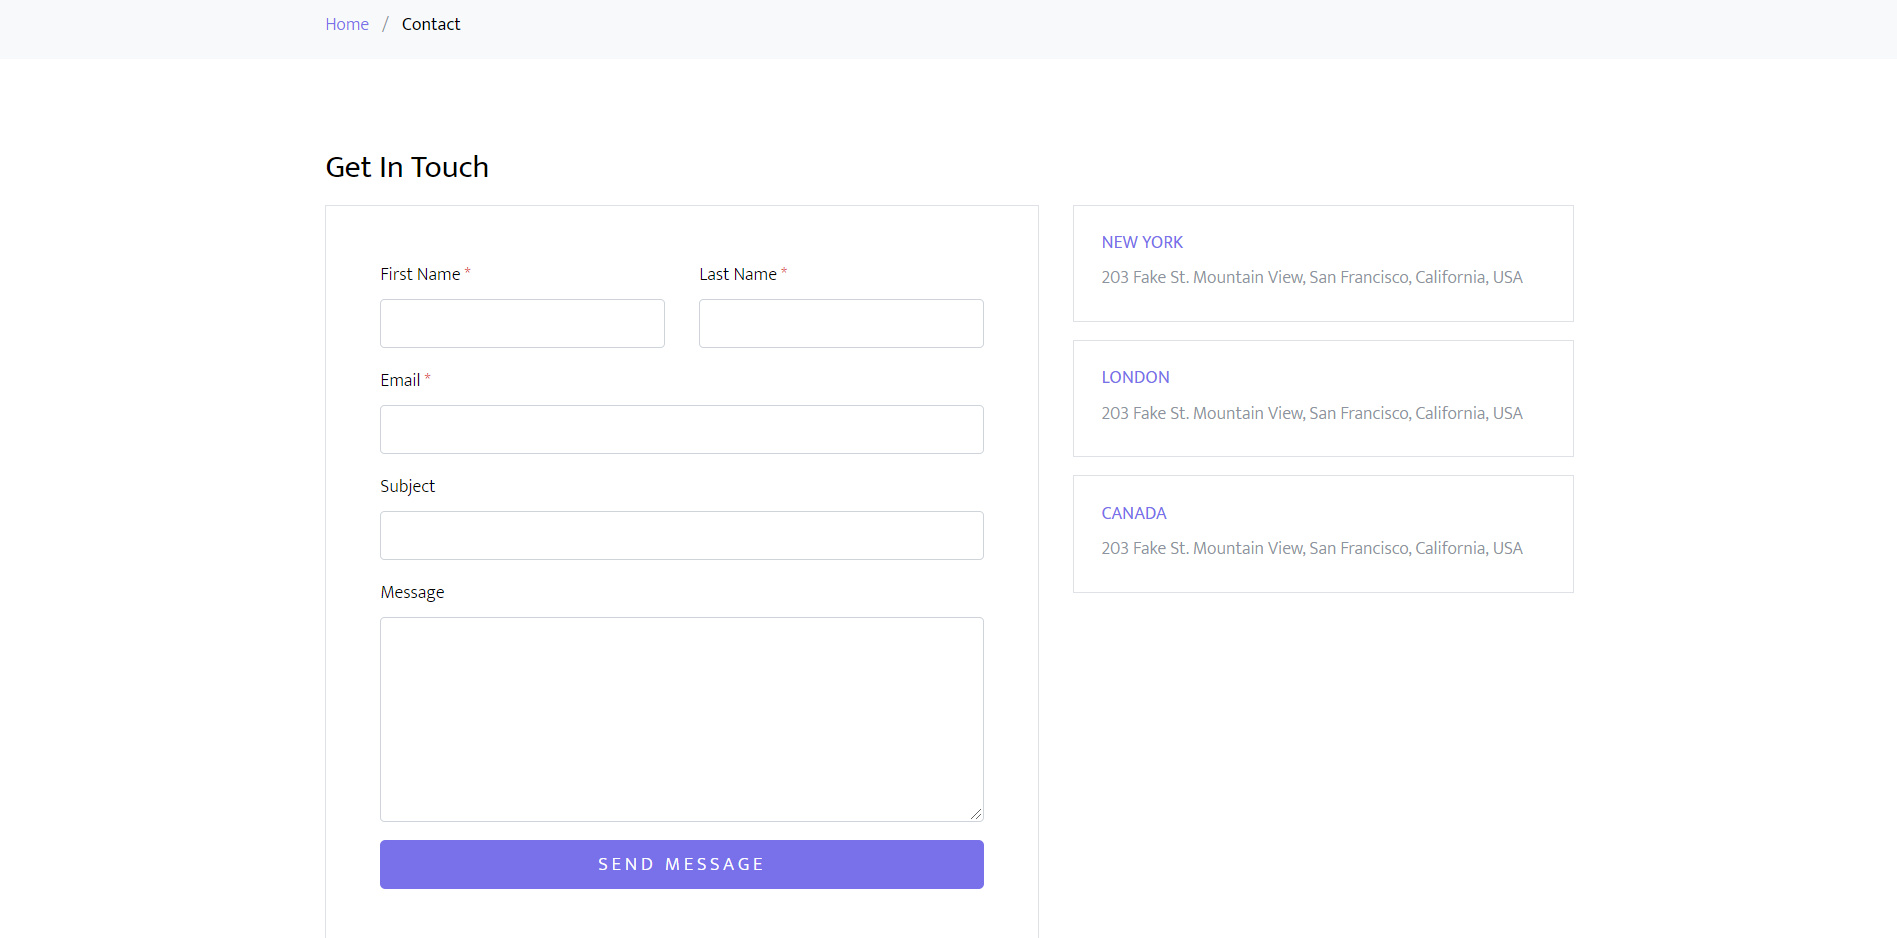 Home / Contact
Get In Touch
First Name *
Last Name *
Email *
Subject
Message
SEND MESSAGE
NEW YORK
203 Fake St. Mountain View, San Francisco, California, USA
LONDON
203 Fake St. Mountain View, San Francisco, California, USA
CANADA
203 Fake St. Mountain View, San Francisco, California, USA